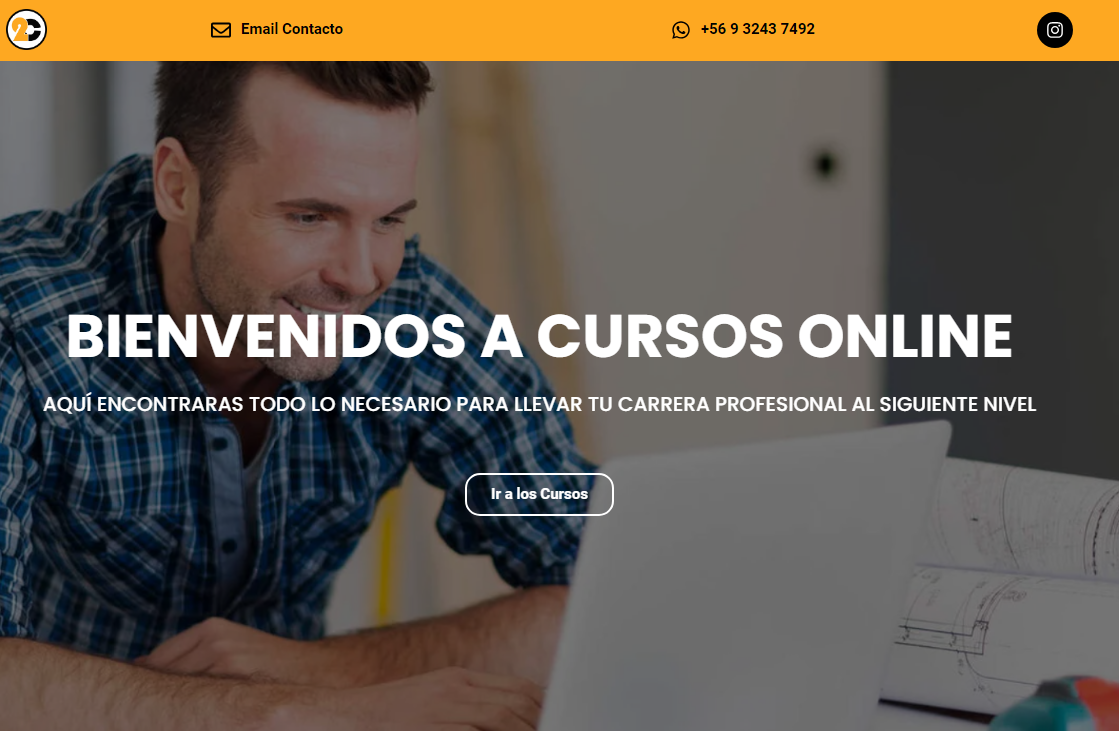 2C
Email Contacto
+56 9 3243 7492
BIENVENIDOS A CURSOS ONLINE
AQUÍ ENCONTRARAS TODO LO NECESARIO PARA LLEVAR TU CARRERA PROFESIONAL AL SIGUIENTE NIVEL
Ir a los Cursos